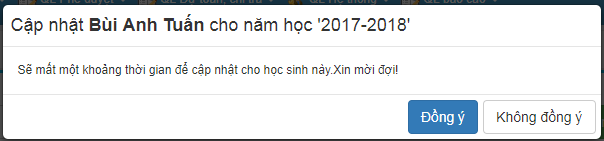 Cập nhật Bùi Anh Tuấn cho năm học '2017-2018'
Sẽ mất một khoảng thời gian để cập nhật cho học sinh này.Xin mời đợi!
Đồng ý
Không đồng ý